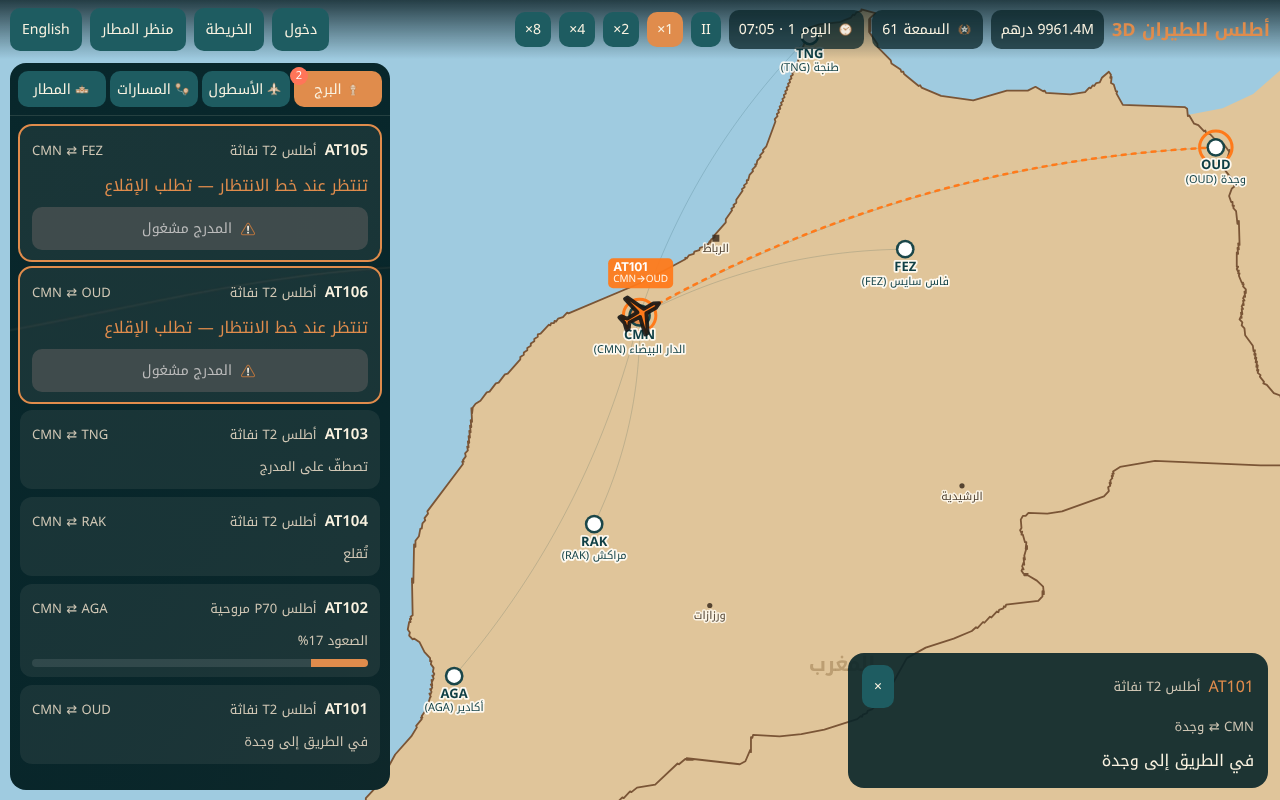 أطلس للطيران 3D
9961.4M درهم
السمعة 61
اليوم 1 · 07:05
II
×1
×2
×4
×8
دخول
الخريطة
منظر المطار
English
البرج
2
الأسطول
المسارات
المطار
AT105 أطلس T2 نفاثة
CMN ⇄ FEZ
تنتظر عند خط الانتظار — تطلب الإقلاع
المدرج مشغول
AT106 أطلس T2 نفاثة
CMN ⇄ OUD
تنتظر عند خط الانتظار — تطلب الإقلاع
المدرج مشغول
AT103 أطلس T2 نفاثة
CMN ⇄ TNG
تصطفّ على المدرج
AT104 أطلس T2 نفاثة
CMN ⇄ RAK
تُقلع
AT102 أطلس P70 مروحية
CMN ⇄ AGA
الصعود 17%
AT101 أطلس T2 نفاثة
CMN ⇄ OUD
في الطريق إلى وجدة
TNG
طنجة (TNG)
OUD
وجدة (OUD)
الرباط
FEZ
فاس سايس (FEZ)
AT101
CMN→OUD
CMN
الدار البيضاء (CMN)
الرشيدية
RAK
مراكش (RAK)
ورزازات
AGA
أكادير (AGA)
AT101 أطلس T2 نفاثة
×
CMN ⇄ وجدة
في الطريق إلى وجدة